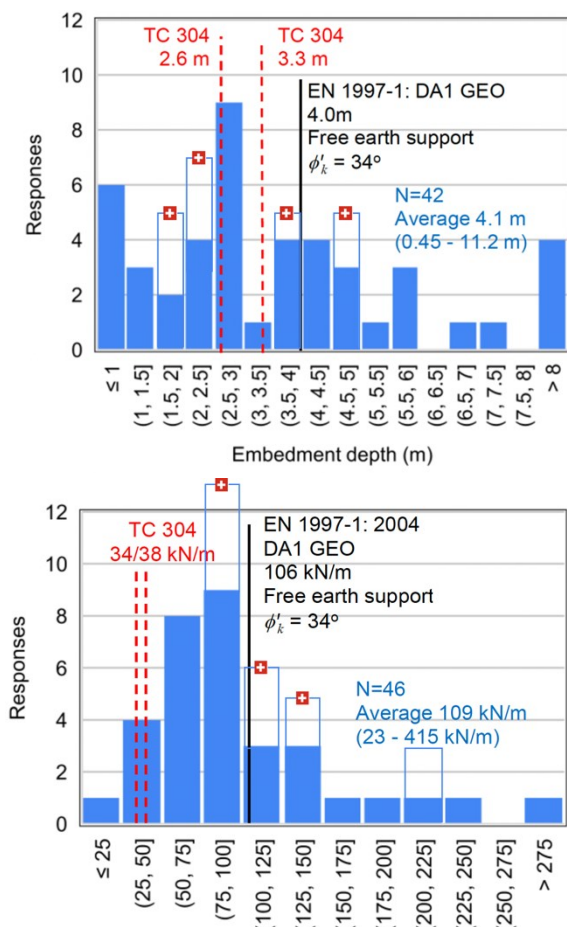 12
10
8
6
4
2
0
Responses
TC 304
2.6 m
TC 304
3.3 m
EN 1997-1: DA1 GEO
4.0m
Free earth support
ϕ′k = 34o
N=42
Average 4.1 m
(0.45 - 11.2 m)
≤ 1
(1, 1.5]
(1.5, 2]
(2, 2.5]
(2.5, 3]
(3, 3.5]
(3.5, 4]
(4, 4.5]
(4.5, 5]
(5, 5.5]
(5.5, 6]
(6, 6.5]
(6.5, 7]
(7, 7.5]
(7.5, 8]
> 8
Embedment depth (m)
12
10
8
6
4
2
0
Responses
TC 304
34/38 kN/m
EN 1997-1: 2004
DA1 GEO
106 kN/m
Free earth support
ϕ′k = 34o
N=46
Average 109 kN/m
(23 - 415 kN/m)
≤ 25
(25, 50]
(50, 75]
(75, 100]
(100, 125]
(125, 150]
(150, 175]
(175, 200]
(200, 225]
(225, 250]
(250, 275]
> 275